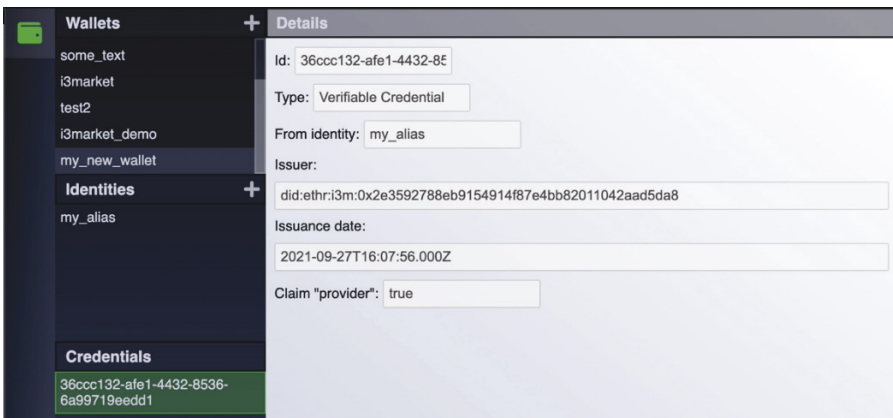 Wallets +
some_text
i3market
test2
i3market_demo
my_new_wallet
Identities +
my_alias
Credentials
36ccc132-afe1-4432-8536-
6a99719eedd1
Details
Id: 36ccc132-afe1-4432-85
Type: Verifiable Credential
From identity: my_alias
Issuer:
did:ethr:i3m:0x2e3592788eb9154914f87e4bb82011042aad5da8
Issuance date:
2021-09-27T16:07:56.000Z
Claim "provider": true